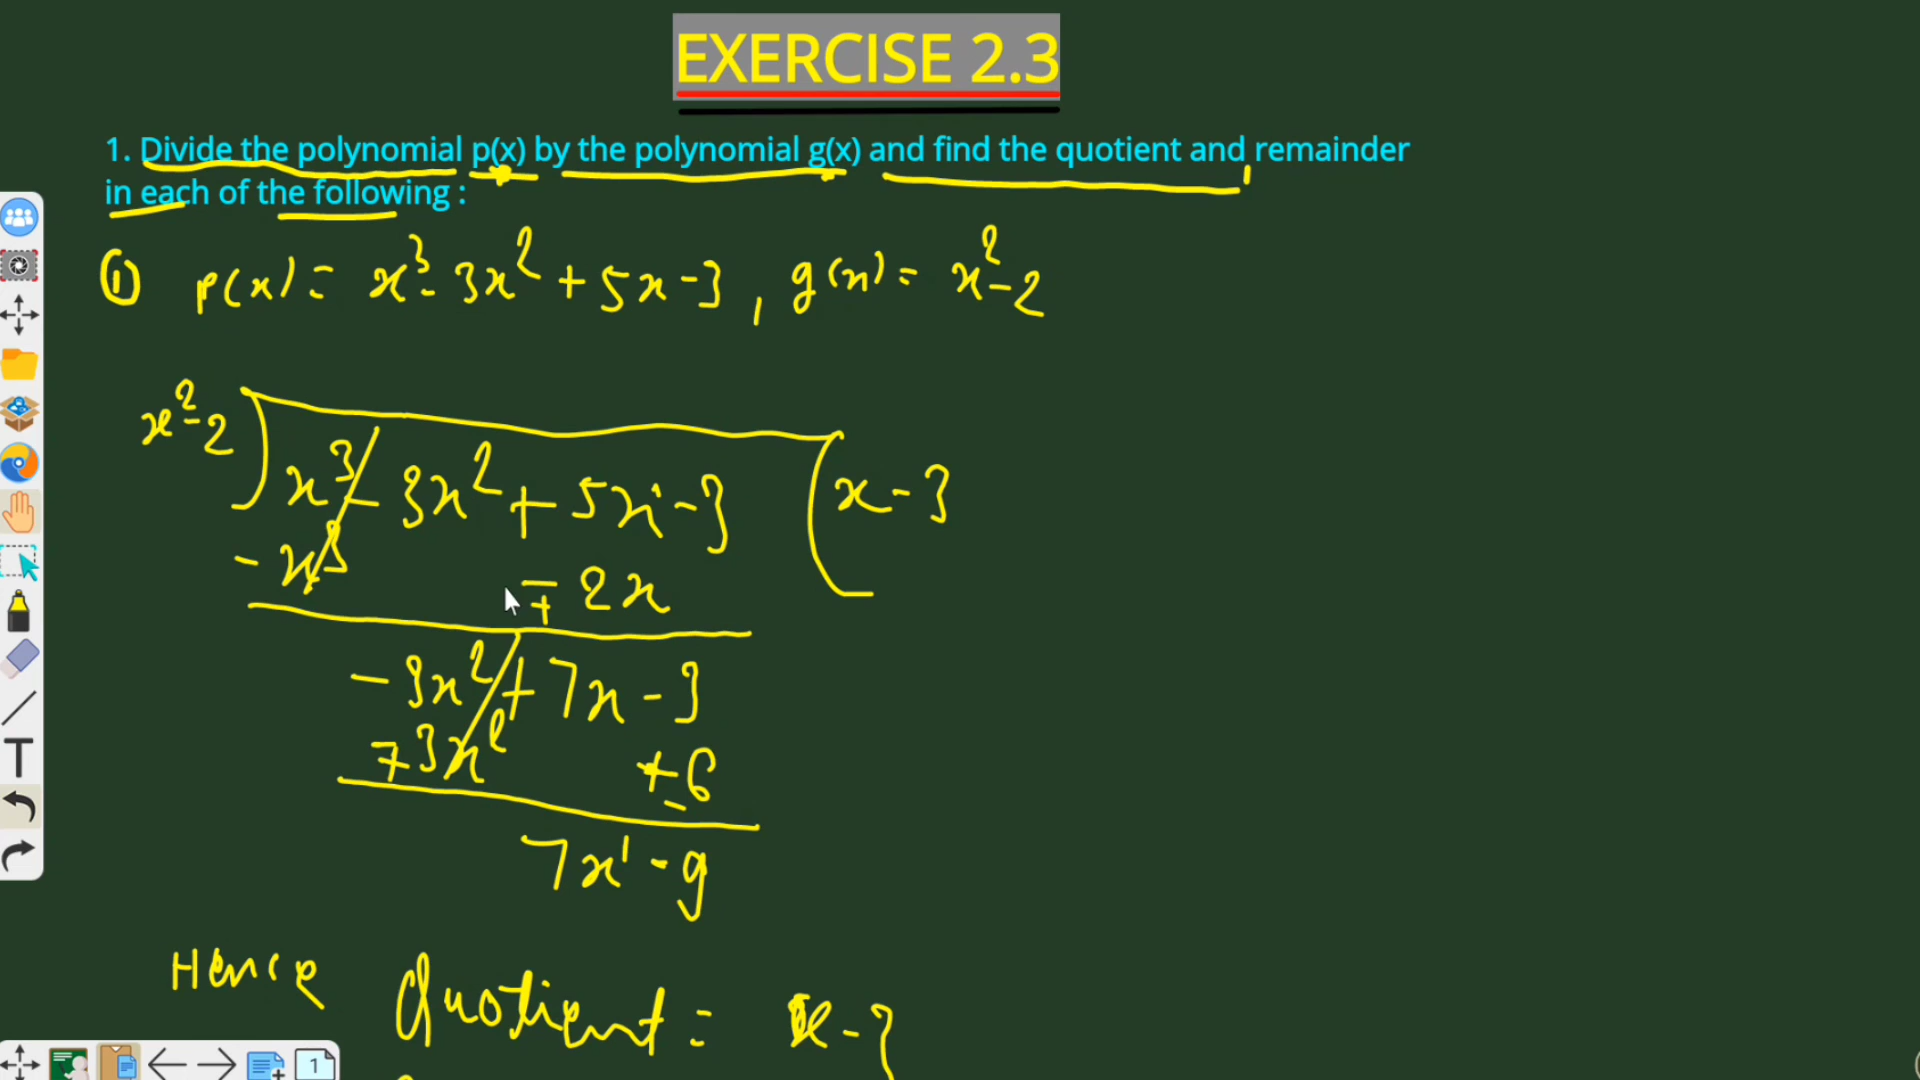 EXERCISE 2.3
1. Divide the polynomial p(x) by the polynomial g(x) and find the quotient and remainder
in each of the following :
① p(x) = x³ - 3x² + 5x - 3, g(x) = x² - 2
x² - 2 ) x³ - 3x² + 5x - 3 ( x - 3
- x³ ∓ 2x
- 3x² + 7x - 3
∓ 3x² ± 6
7x - 9
Hence Quotient = x - 3
T
1